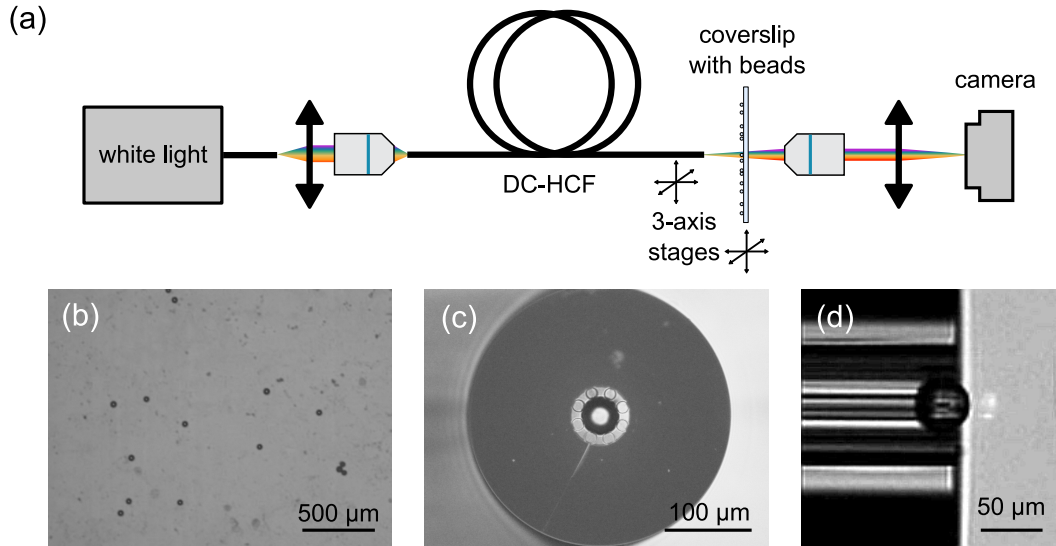 (a)
white light
DC-HCF
3-axis
stages
coverslip
with beads
camera
(b)
500 µm
(c)
100 µm
(d)
50 µm